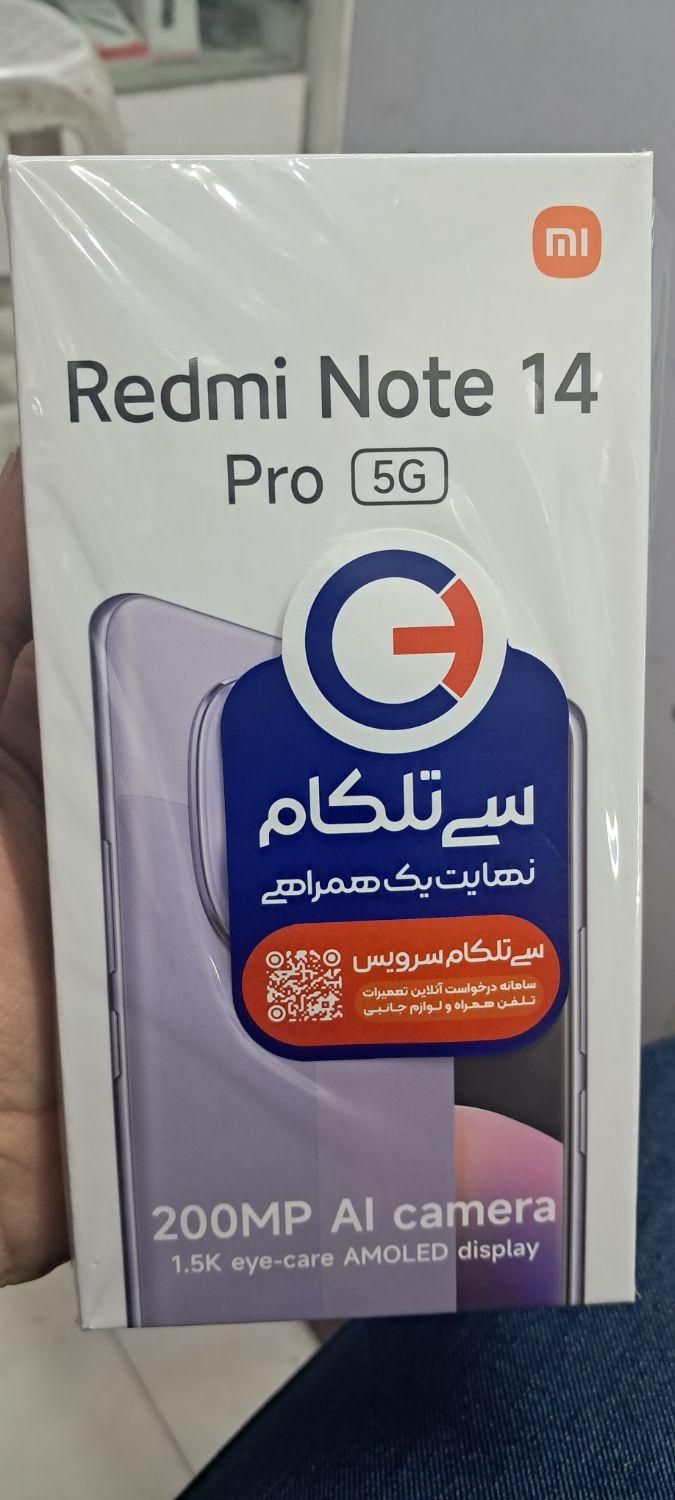 mi
Redmi Note 14
Pro 5G
سی تلکام
نهایت یک همراهی
سی تلکام سرویس
سامانه درخواست آنلاین تعمیرات
تلفن همراه و لوازم جانبی
200MP AI camera
1.5K eye-care AMOLED display